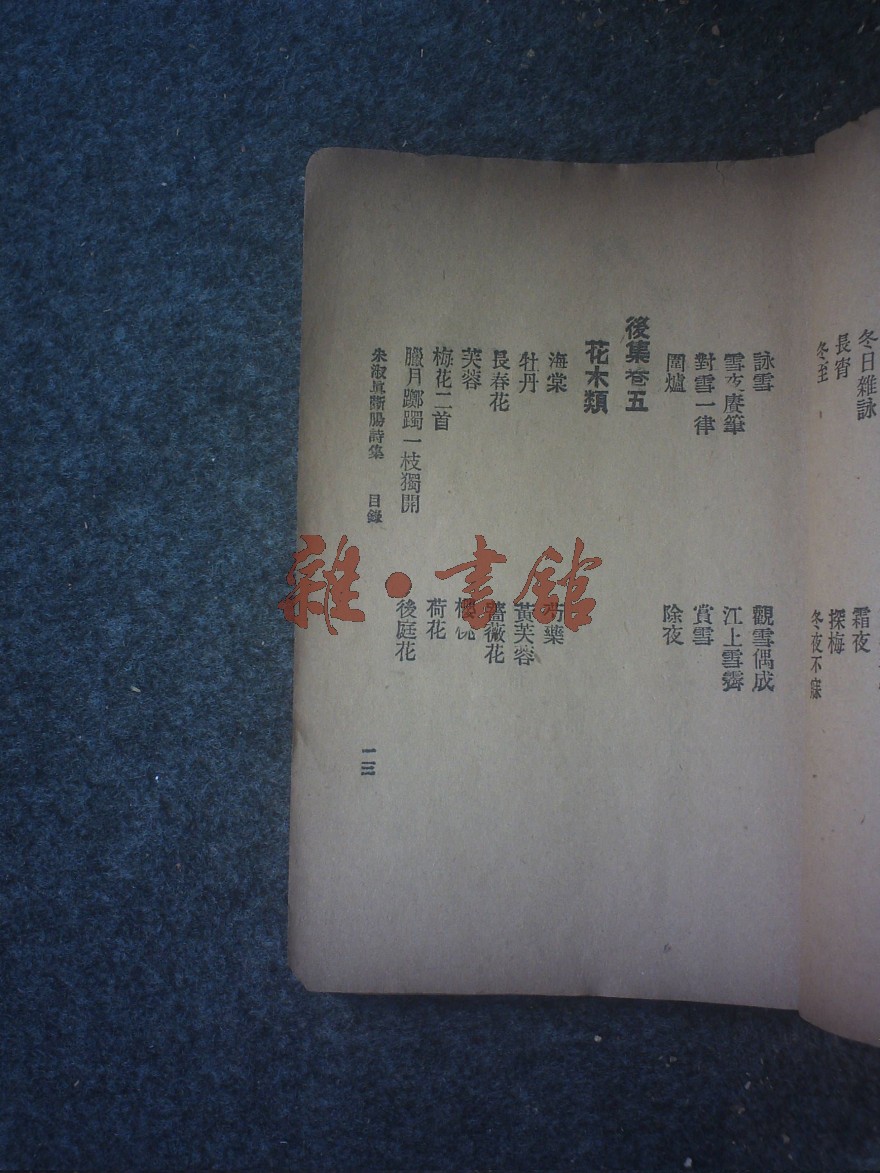 冬日雜詠
霜夜
長宵
探梅
冬至
冬夜不寐
詠雪
觀雪偶成
雪夜賡筆
江上雪霽
對雪二律
賞雪
圍爐
除夜
後集卷五
花木類
海棠
芍藥
牡丹
黃芙蓉
長春花
薔薇花
芙蓉
櫻桃
梅花二首
荷花
臘月躑躅一枝獨開
後庭花
朱淑眞斷腸詩集 目錄
一三
雜·書館